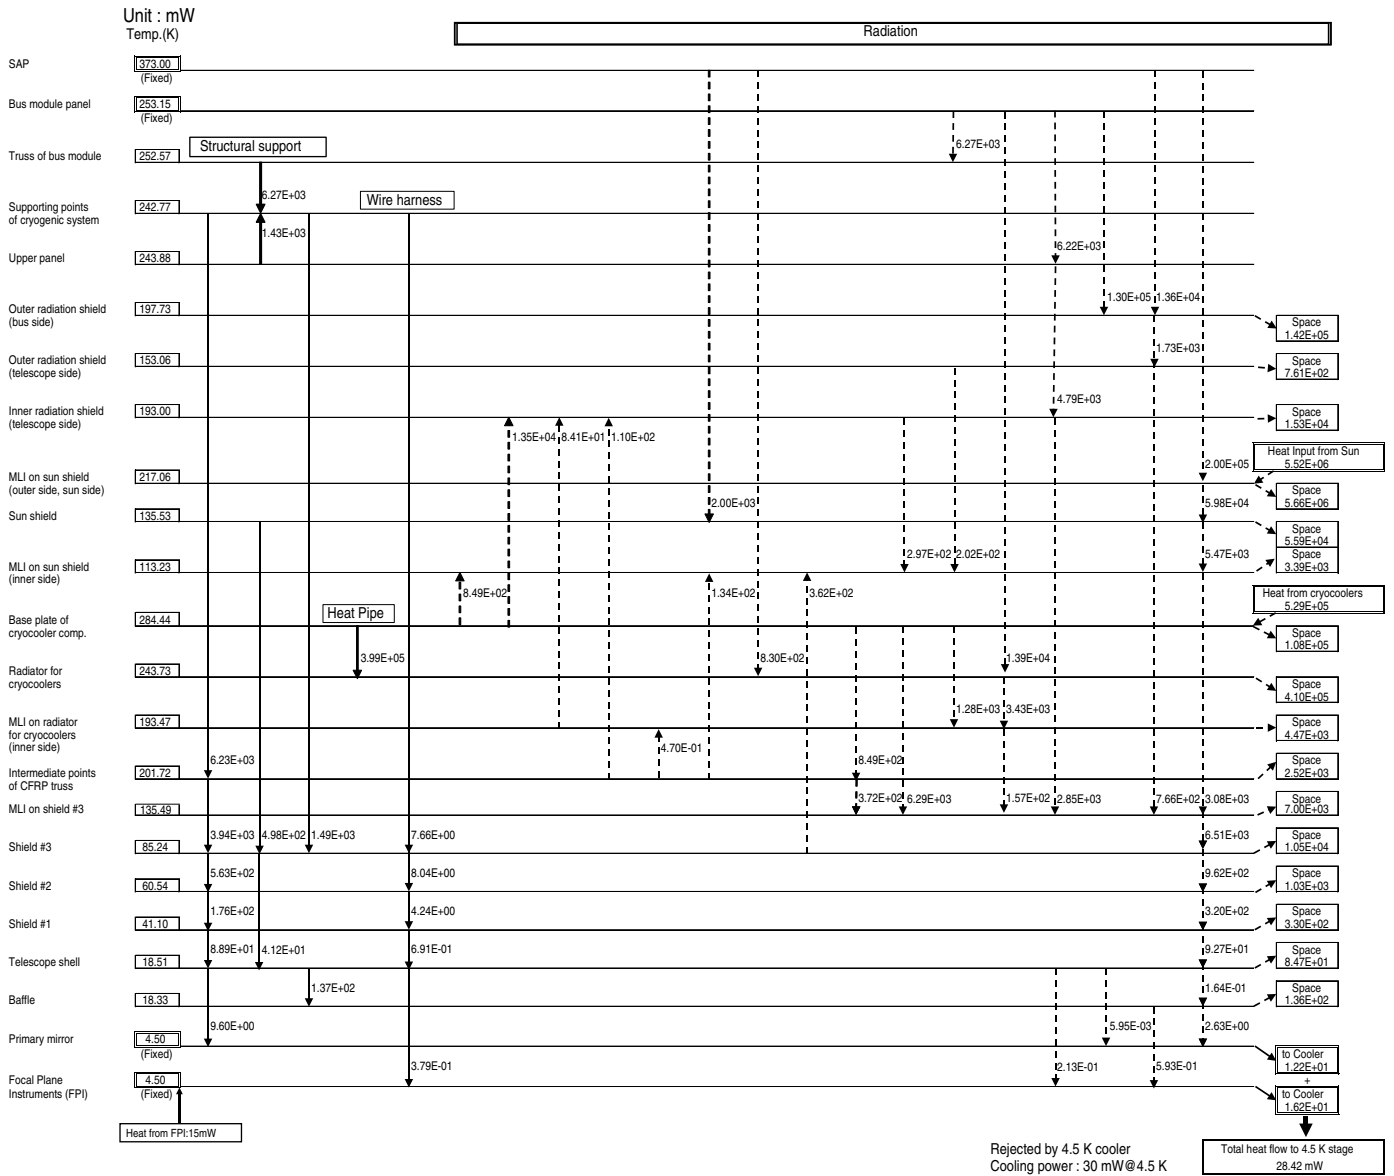 Unit : mW
Temp.(K)
Radiation
SAP
373.00
(Fixed)
Bus module panel
253.15
(Fixed)
Structural support
6.27E+03
Truss of bus module
252.57
6.27E+03
Wire harness
Supporting points
of cryogenic system
242.77
1.43E+03
6.22E+03
Upper panel
243.88
1.30E+05
1.36E+04
Outer radiation shield
(bus side)
197.73
Space
1.42E+05
1.73E+03
Outer radiation shield
(telescope side)
153.06
Space
7.61E+02
4.79E+03
Inner radiation shield
(telescope side)
193.00
Space
1.53E+04
1.35E+04
8.41E+01
1.10E+02
Heat Input from Sun
5.52E+06
2.00E+05
MLI on sun shield
(outer side, sun side)
217.06
Space
5.66E+06
2.00E+03
5.98E+04
Sun shield
135.53
Space
5.59E+04
2.97E+02
2.02E+02
5.47E+03
MLI on sun shield
(inner side)
113.23
Space
3.39E+03
8.49E+02
1.34E+02
3.62E+02
Heat from cryocoolers
5.29E+05
Heat Pipe
Base plate of
cryocooler comp.
284.44
Space
1.08E+05
3.99E+05
8.30E+02
1.39E+04
Radiator for
cryocoolers
243.73
Space
4.10E+05
1.28E+03
3.43E+03
MLI on radiator
for cryocoolers
(inner side)
193.47
Space
4.47E+03
4.70E-01
6.23E+03
8.49E+02
Intermediate points
of CFRP truss
201.72
Space
2.52E+03
3.72E+02
6.29E+03
1.57E+02
2.85E+03
7.66E+02
3.08E+03
MLI on shield #3
135.49
Space
7.00E+03
3.94E+03
4.98E+02
1.49E+03
7.66E+00
6.51E+03
Shield #3
85.24
Space
1.05E+04
5.63E+02
8.04E+00
9.62E+02
Shield #2
60.54
Space
1.03E+03
1.76E+02
4.24E+00
3.20E+02
Shield #1
41.10
Space
3.30E+02
8.89E+01
4.12E+01
6.91E-01
9.27E+01
Telescope shell
18.51
Space
8.47E+01
1.37E+02
1.64E-01
Baffle
18.33
Space
1.36E+02
9.60E+00
5.95E-03
2.63E+00
Primary mirror
4.50
(Fixed)
to Cooler
1.22E+01
3.79E-01
2.13E-01
5.93E-01
+
Focal Plane
Instruments (FPI)
4.50
(Fixed)
to Cooler
1.62E+01
Heat from FPI:15mW
Rejected by 4.5 K cooler
Cooling power : 30 mW@4.5 K
Total heat flow to 4.5 K stage
28.42 mW